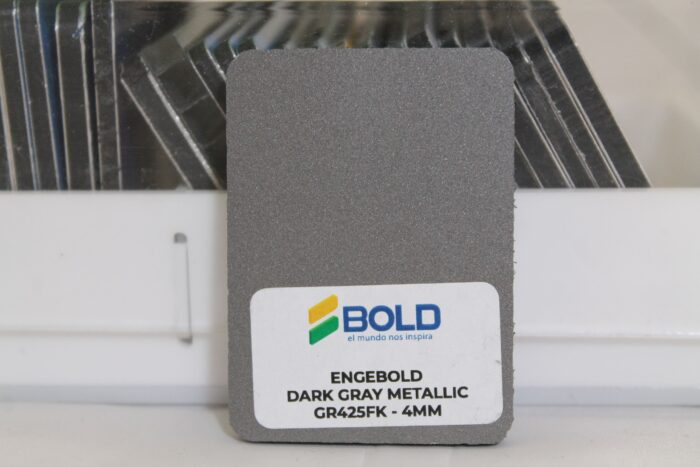 BOLD
el mundo nos inspira
ENGEBOLD
DARK GRAY METALLIC
GR425FK - 4MM